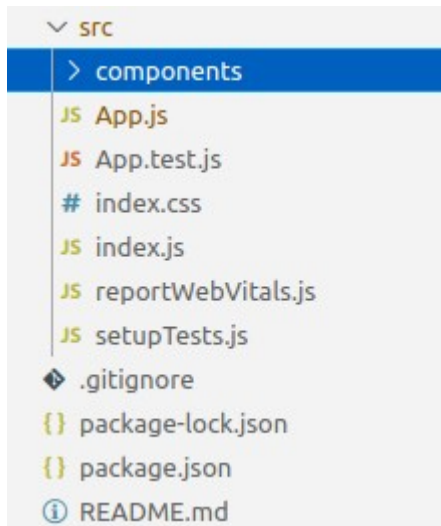 src
components
JS App.js
JS App.test.js
# index.css
JS index.js
JS reportWebVitals.js
JS setupTests.js
.gitignore
{} package-lock.json
{} package.json
README.md